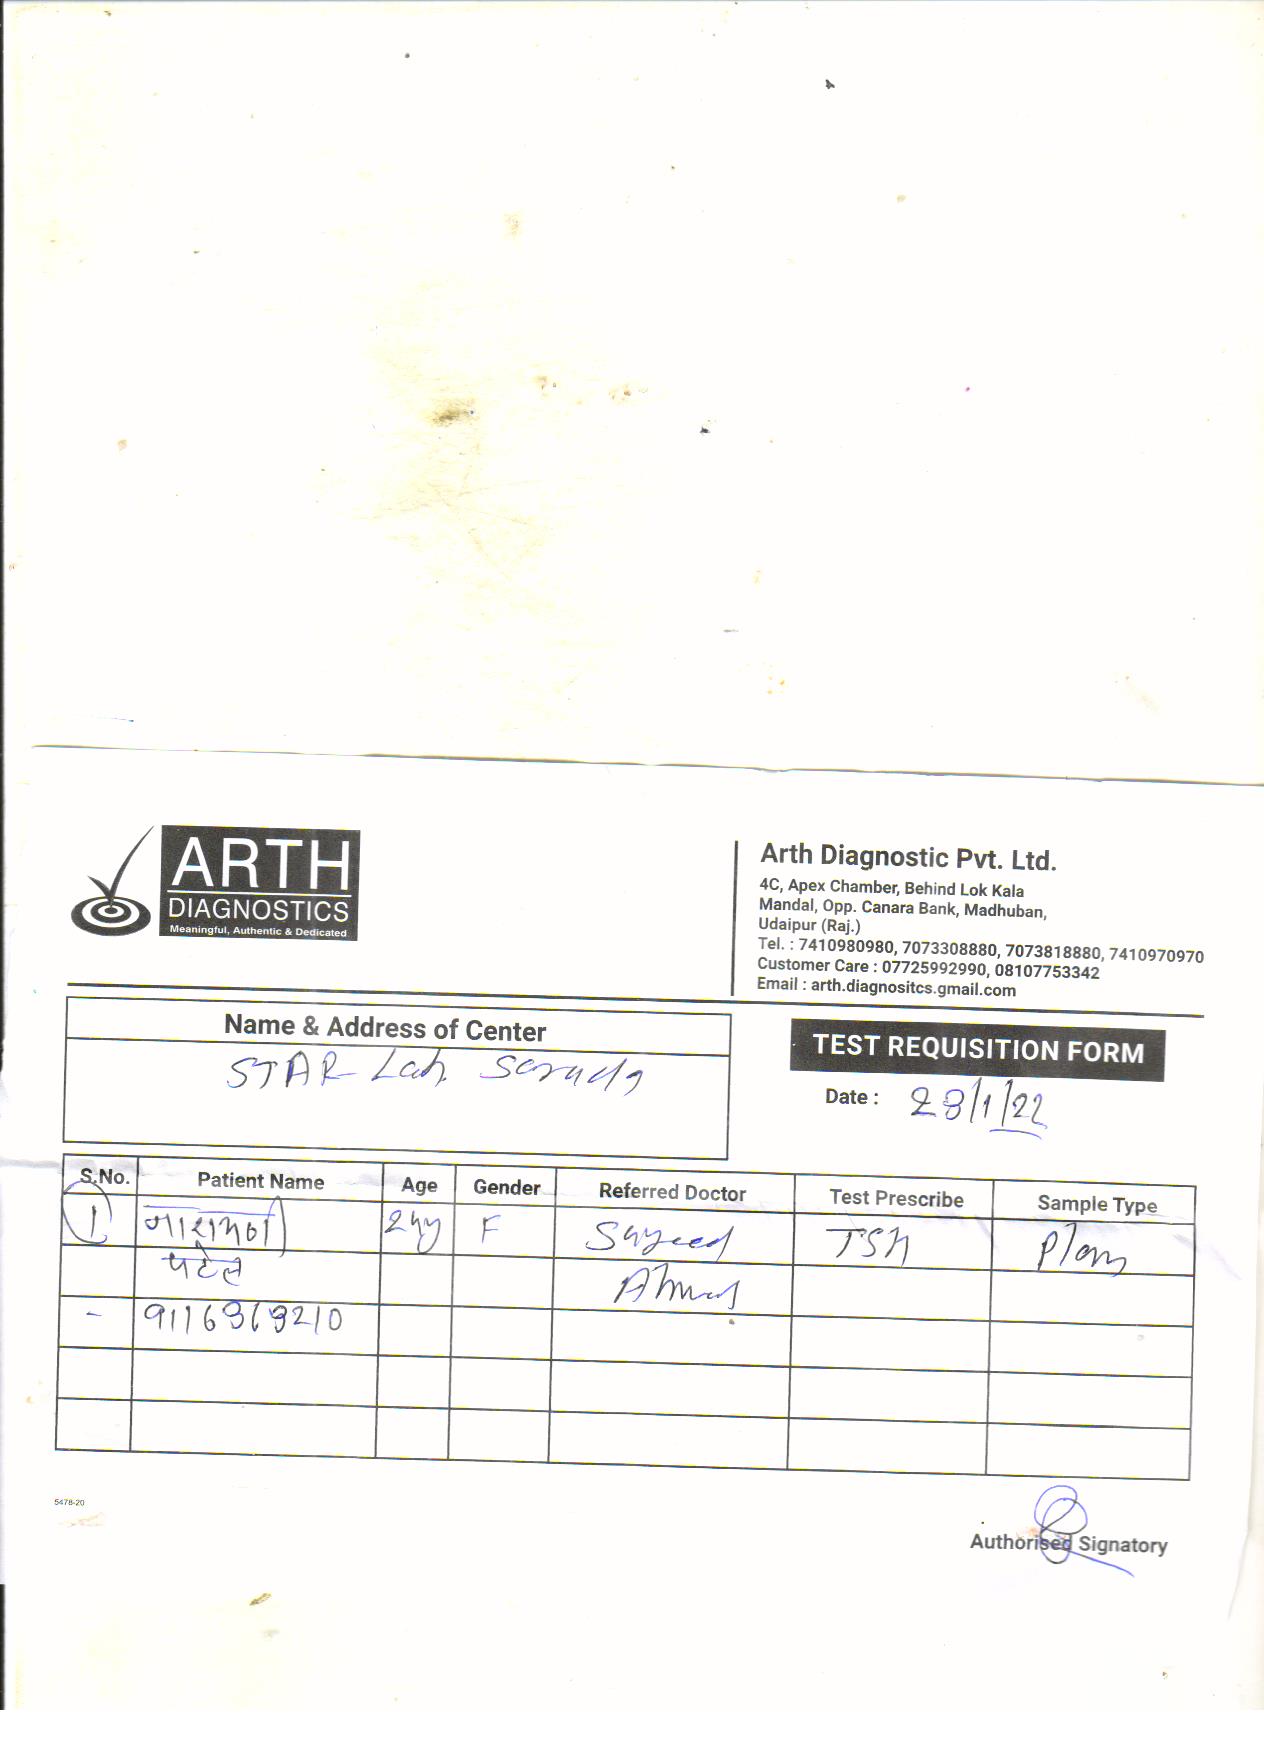 ARTH
DIAGNOSTICS
Meaningful, Authentic & Dedicated
Arth Diagnostic Pvt. Ltd.
4C, Apex Chamber, Behind Lok Kala
Mandal, Opp. Canara Bank, Madhuban,
Udaipur (Raj.)
Tel. : 7410980980, 7073308880, 7073818880, 7410970970
Customer Care : 07725992990, 08107753342
Email : arth.diagnositcs.gmail.com
Name & Address of Center
STAR Lab
TEST REQUISITION FORM
Date : 28/1/22
S.No. Patient Name Age Gender Referred Doctor Test Prescribe Sample Type
1 24y F Sayeed TSH Plain
पटेल Ahmad
-
5478-20
Authorised Signatory